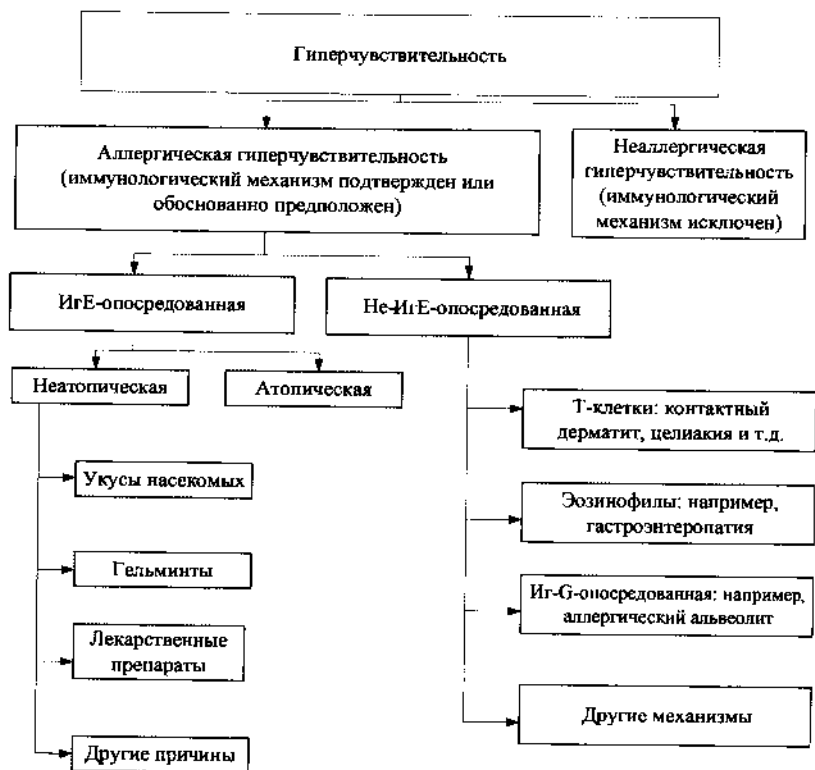 Гиперчувствительность
Аллергическая гиперчувствительность
(иммунологический механизм подтвержден или
обоснованно предположен)
Неаллергическая
гиперчувствительность
(иммунологический
механизм исключен)
ИгЕ-опосредованная
Не-ИгЕ-опосредованная
Неатопическая
Атопическая
Укусы насекомых
Гельминты
Лекарственные
препараты
Другие причины
Т-клетки: контактный
дерматит, целиакия и т.д.
Эозинофилы: например,
гастроэнтеропатия
Иг-G-опосредованная: например,
аллергический альвеолит
Другие механизмы